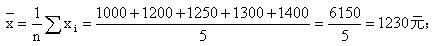 x̄ = 1/n ∑ xᵢ = (1000+1200+1250+1300+1400)/5 = 6150/5 = 1230元;